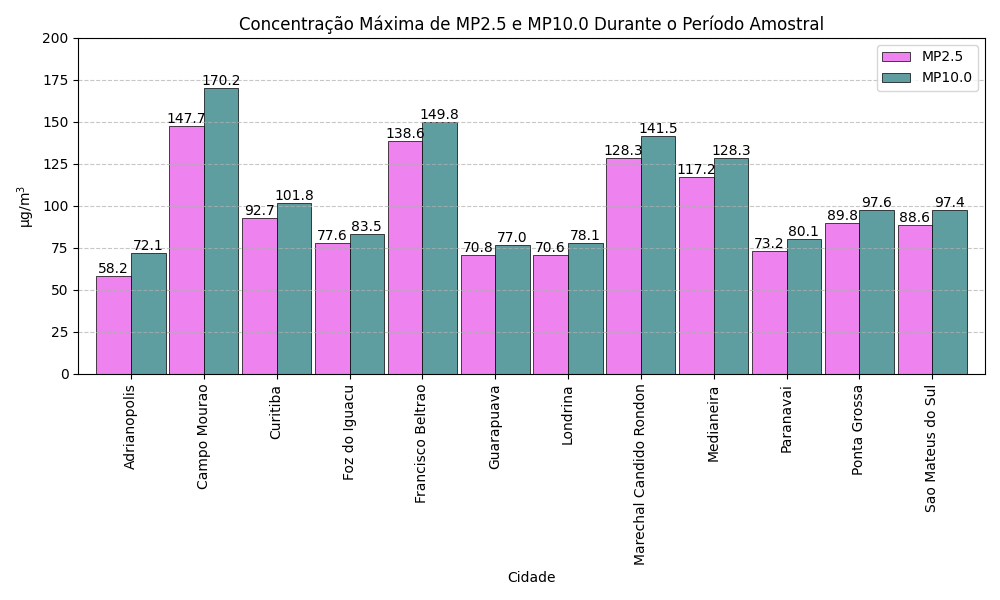 Concentração Máxima de MP2.5 e MP10.0 Durante o Período Amostral
MP2.5
MP10.0
µg/m³
200
175
150
125
100
75
50
25
0
58.2
72.1
147.7
170.2
92.7
101.8
77.6
83.5
138.6
149.8
70.8
77.0
70.6
78.1
128.3
141.5
117.2
128.3
73.2
80.1
89.8
97.6
88.6
97.4
Adrianopolis
Campo Mourao
Curitiba
Foz do Iguacu
Francisco Beltrao
Guarapuava
Londrina
Marechal Candido Rondon
Medianeira
Paranavai
Ponta Grossa
Sao Mateus do Sul
Cidade